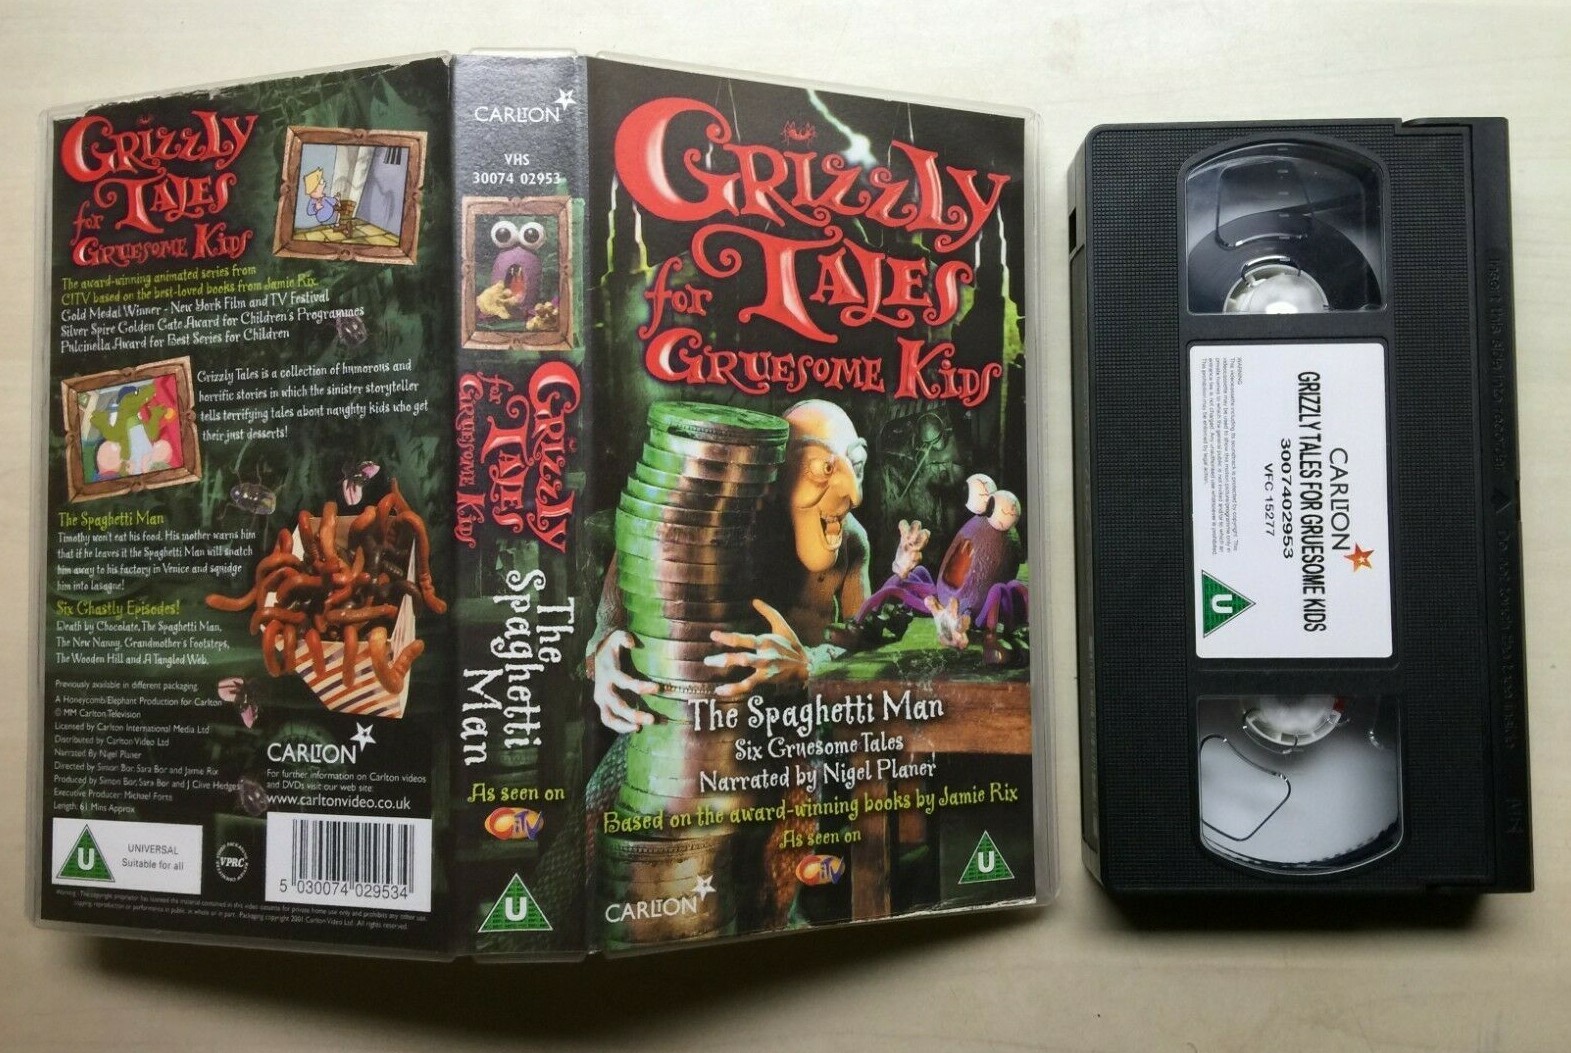 GRIZZLY
TALES
for
GRUESOME KIDS
The award-winning animated series from
CITV based on the best-loved books from Jamie Rix
Gold Medal Winner - New York Film and TV Festival
Silver Spire Golden Gate Award for Children's Programmes
Pulcinella Award for Best Series for Children
Grizzly Tales is a collection of humorous and
horrific stories in which the sinister storyteller
tells terrifying tales about naughty kids who get
their just desserts!
The Spaghetti Man
Timothy won't eat his food. His mother warns him
that if he leaves it the Spaghetti Man will snatch
him away to his factory in Venice and squidge
him into lasagne!
Six Ghastly Episodes!
Death by Chocolate, The Spaghetti Man,
The New Nanny, Grandmother's Footsteps,
The Wooden Hill and A Tangled Web.
Previously available in different packaging.
A Honeycomb/Elephant Production for Carlton
© MM Carlton Television
Licensed by Carlton International Media Ltd
Distributed by Carlton Video Ltd
Narrated By Nigel Planer
Directed by Simon Bor, Sara Bor and Jamie Rix
Produced by Simon Bor, Sara Bor and J Clive Hedges
Executive Producer: Michael Forte
Length: 61 Mins Approx
CARLTON
For further information on Carlton videos
and DVDs visit our web site:
www.carltonvideo.co.uk
U
UNIVERSAL
Suitable for all
VPRC
5 030074 029534
CARLTON
VHS
30074 02953
GRIZZLY
TALES
for
GRUESOME KIDS
The
Spaghetti
Man
As seen on
CiTV
U
GRIZZLY
TALES
for
GRUESOME KIDS
The Spaghetti Man
Six Gruesome Tales
Narrated by Nigel Planer
Based on the award-winning books by Jamie Rix
As seen on
CiTV
CARLTON
U
CARLTON
GRIZZLY TALES FOR GRUESOME KIDS
3007402953
VFC 15277
WARNING
U